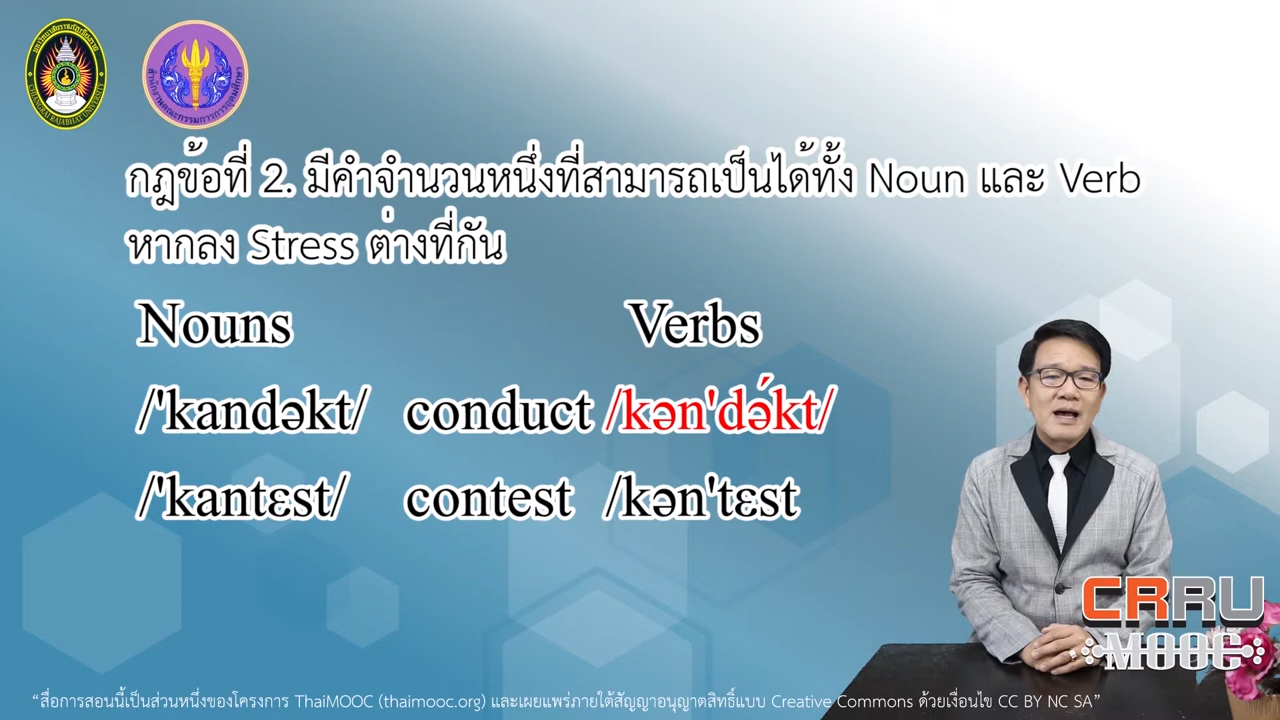 กฎข้อที่ 2. มีคำจำนวนหนึ่งที่สามารถเป็นได้ทั้ง Noun และ Verb
หากลง Stress ต่างที่กัน
Nouns Verbs
/'kandəkt/ conduct /kən'də́kt/
/'kantɛst/ contest /kən'tɛst
CRRU
MOOC
“สื่อการสอนนี้เป็นส่วนหนึ่งของโครงการ ThaiMOOC (thaimooc.org) และเผยแพร่ภายใต้สัญญาอนุญาตสิทธิ์แบบ Creative Commons ด้วยเงื่อนไข CC BY NC SA”